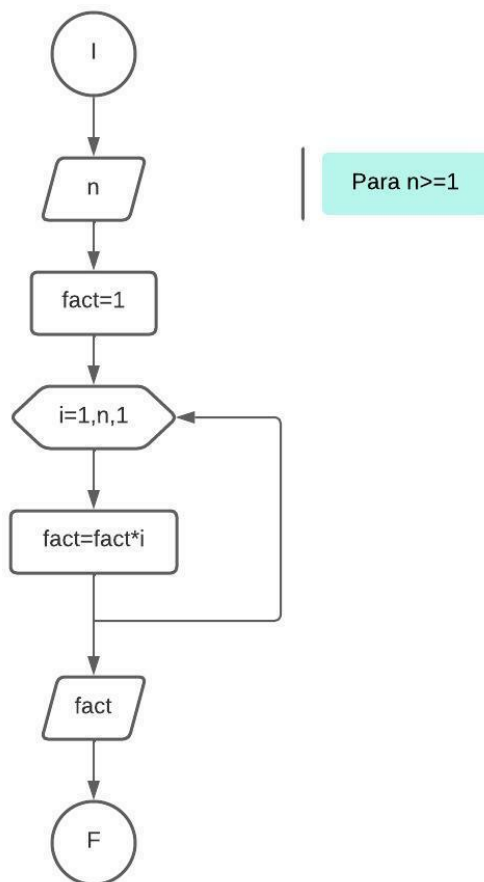 I
n
Para n>=1
fact=1
i=1,n,1
fact=fact*i
fact
F